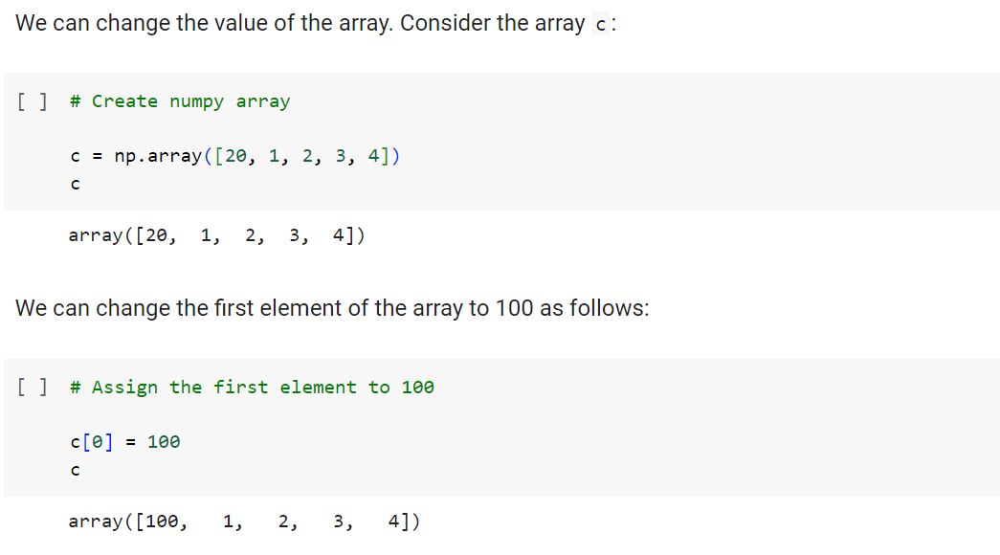 We can change the value of the array. Consider the array c:
[ ] # Create numpy array
c = np.array([20, 1, 2, 3, 4])
c
array([20,  1,  2,  3,  4])
We can change the first element of the array to 100 as follows:
[ ] # Assign the first element to 100
c[0] = 100
c
array([100,   1,   2,   3,   4])